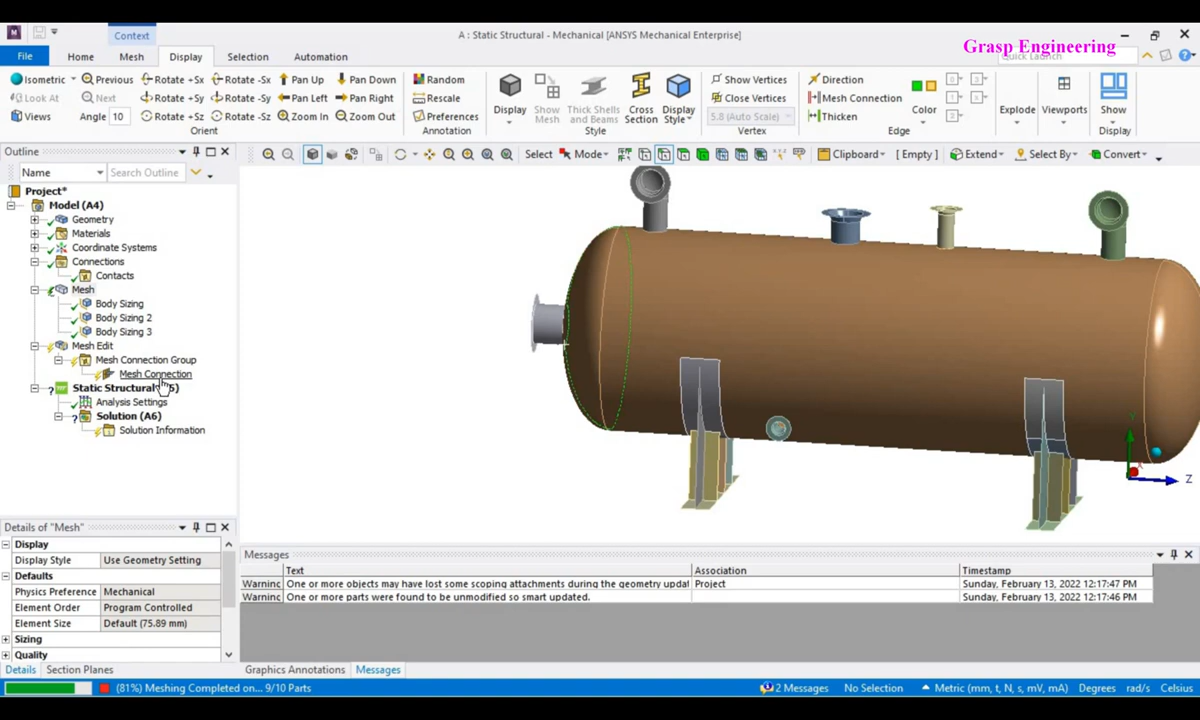 Context
A : Static Structural - Mechanical [ANSYS Mechanical Enterprise]
Grasp Engineering
File Home Mesh Display Selection Automation
Quick Launch
Isometric Previous Rotate +Sx Rotate -Sx Pan Up Pan Down Random
Look At Next Rotate +Sy Rotate -Sy Pan Left Pan Right Rescale
Views Angle 10 Rotate +Sz Rotate -Sz Zoom In Zoom Out Preferences
Orient Annotation
Display Show Mesh Thick Shells and Beams Cross Section Display Style
Style
Show Vertices
Close Vertices
5.8 (Auto Scale)
Vertex
Direction
Mesh Connection
Thicken
Color
Edge
Explode Viewports Show
Display
Outline
Select Mode Clipboard [ Empty ] Extend Select By Convert
Name Search Outline
Project*
Model (A4)
Geometry
Materials
Coordinate Systems
Connections
Contacts
Mesh
Body Sizing
Body Sizing 2
Body Sizing 3
Mesh Edit
Mesh Connection Group
Mesh Connection
Static Structural 5)
Analysis Settings
Solution (A6)
Solution Information
Y
X
Z
Details of "Mesh"
Display
Display Style Use Geometry Setting
Defaults
Physics Preference Mechanical
Element Order Program Controlled
Element Size Default (75.89 mm)
Sizing
Quality
Details Section Planes
Messages
Text Association Timestamp
Warninc One or more objects may have lost some scoping attachments during the geometry updat Project Sunday, February 13, 2022 12:17:47 PM
Warninc One or more parts were found to be unmodified so smart updated. Sunday, February 13, 2022 12:17:46 PM
Graphics Annotations Messages
(81%) Meshing Completed on... 9/10 Parts 2 Messages No Selection Metric (mm, t, N, s, mV, mA) Degrees rad/s Celsius